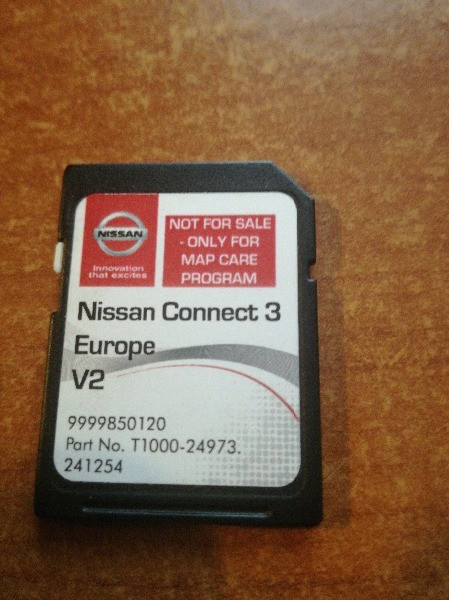 NISSAN
Innovation
that excites
NOT FOR SALE
- ONLY FOR
MAP CARE
PROGRAM
Nissan Connect 3
Europe
V2
9999850120
Part No. T1000-24973.
241254